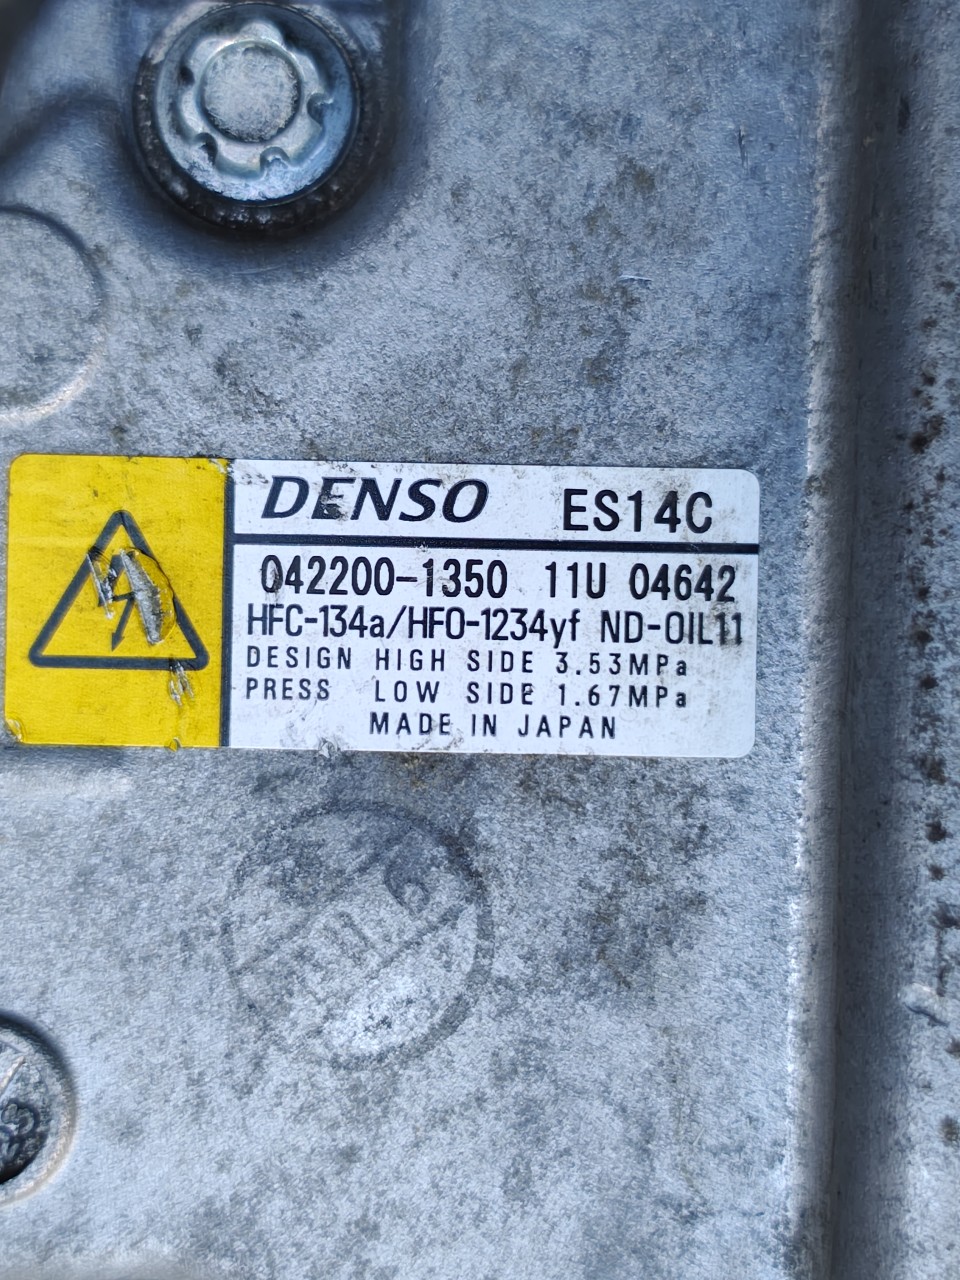 DENSO ES14C
042200-1350 11U 04642
HFC-134a/HFO-1234yf ND-OIL11
DESIGN HIGH SIDE 3.53MPa
PRESS LOW SIDE 1.67MPa
MADE IN JAPAN